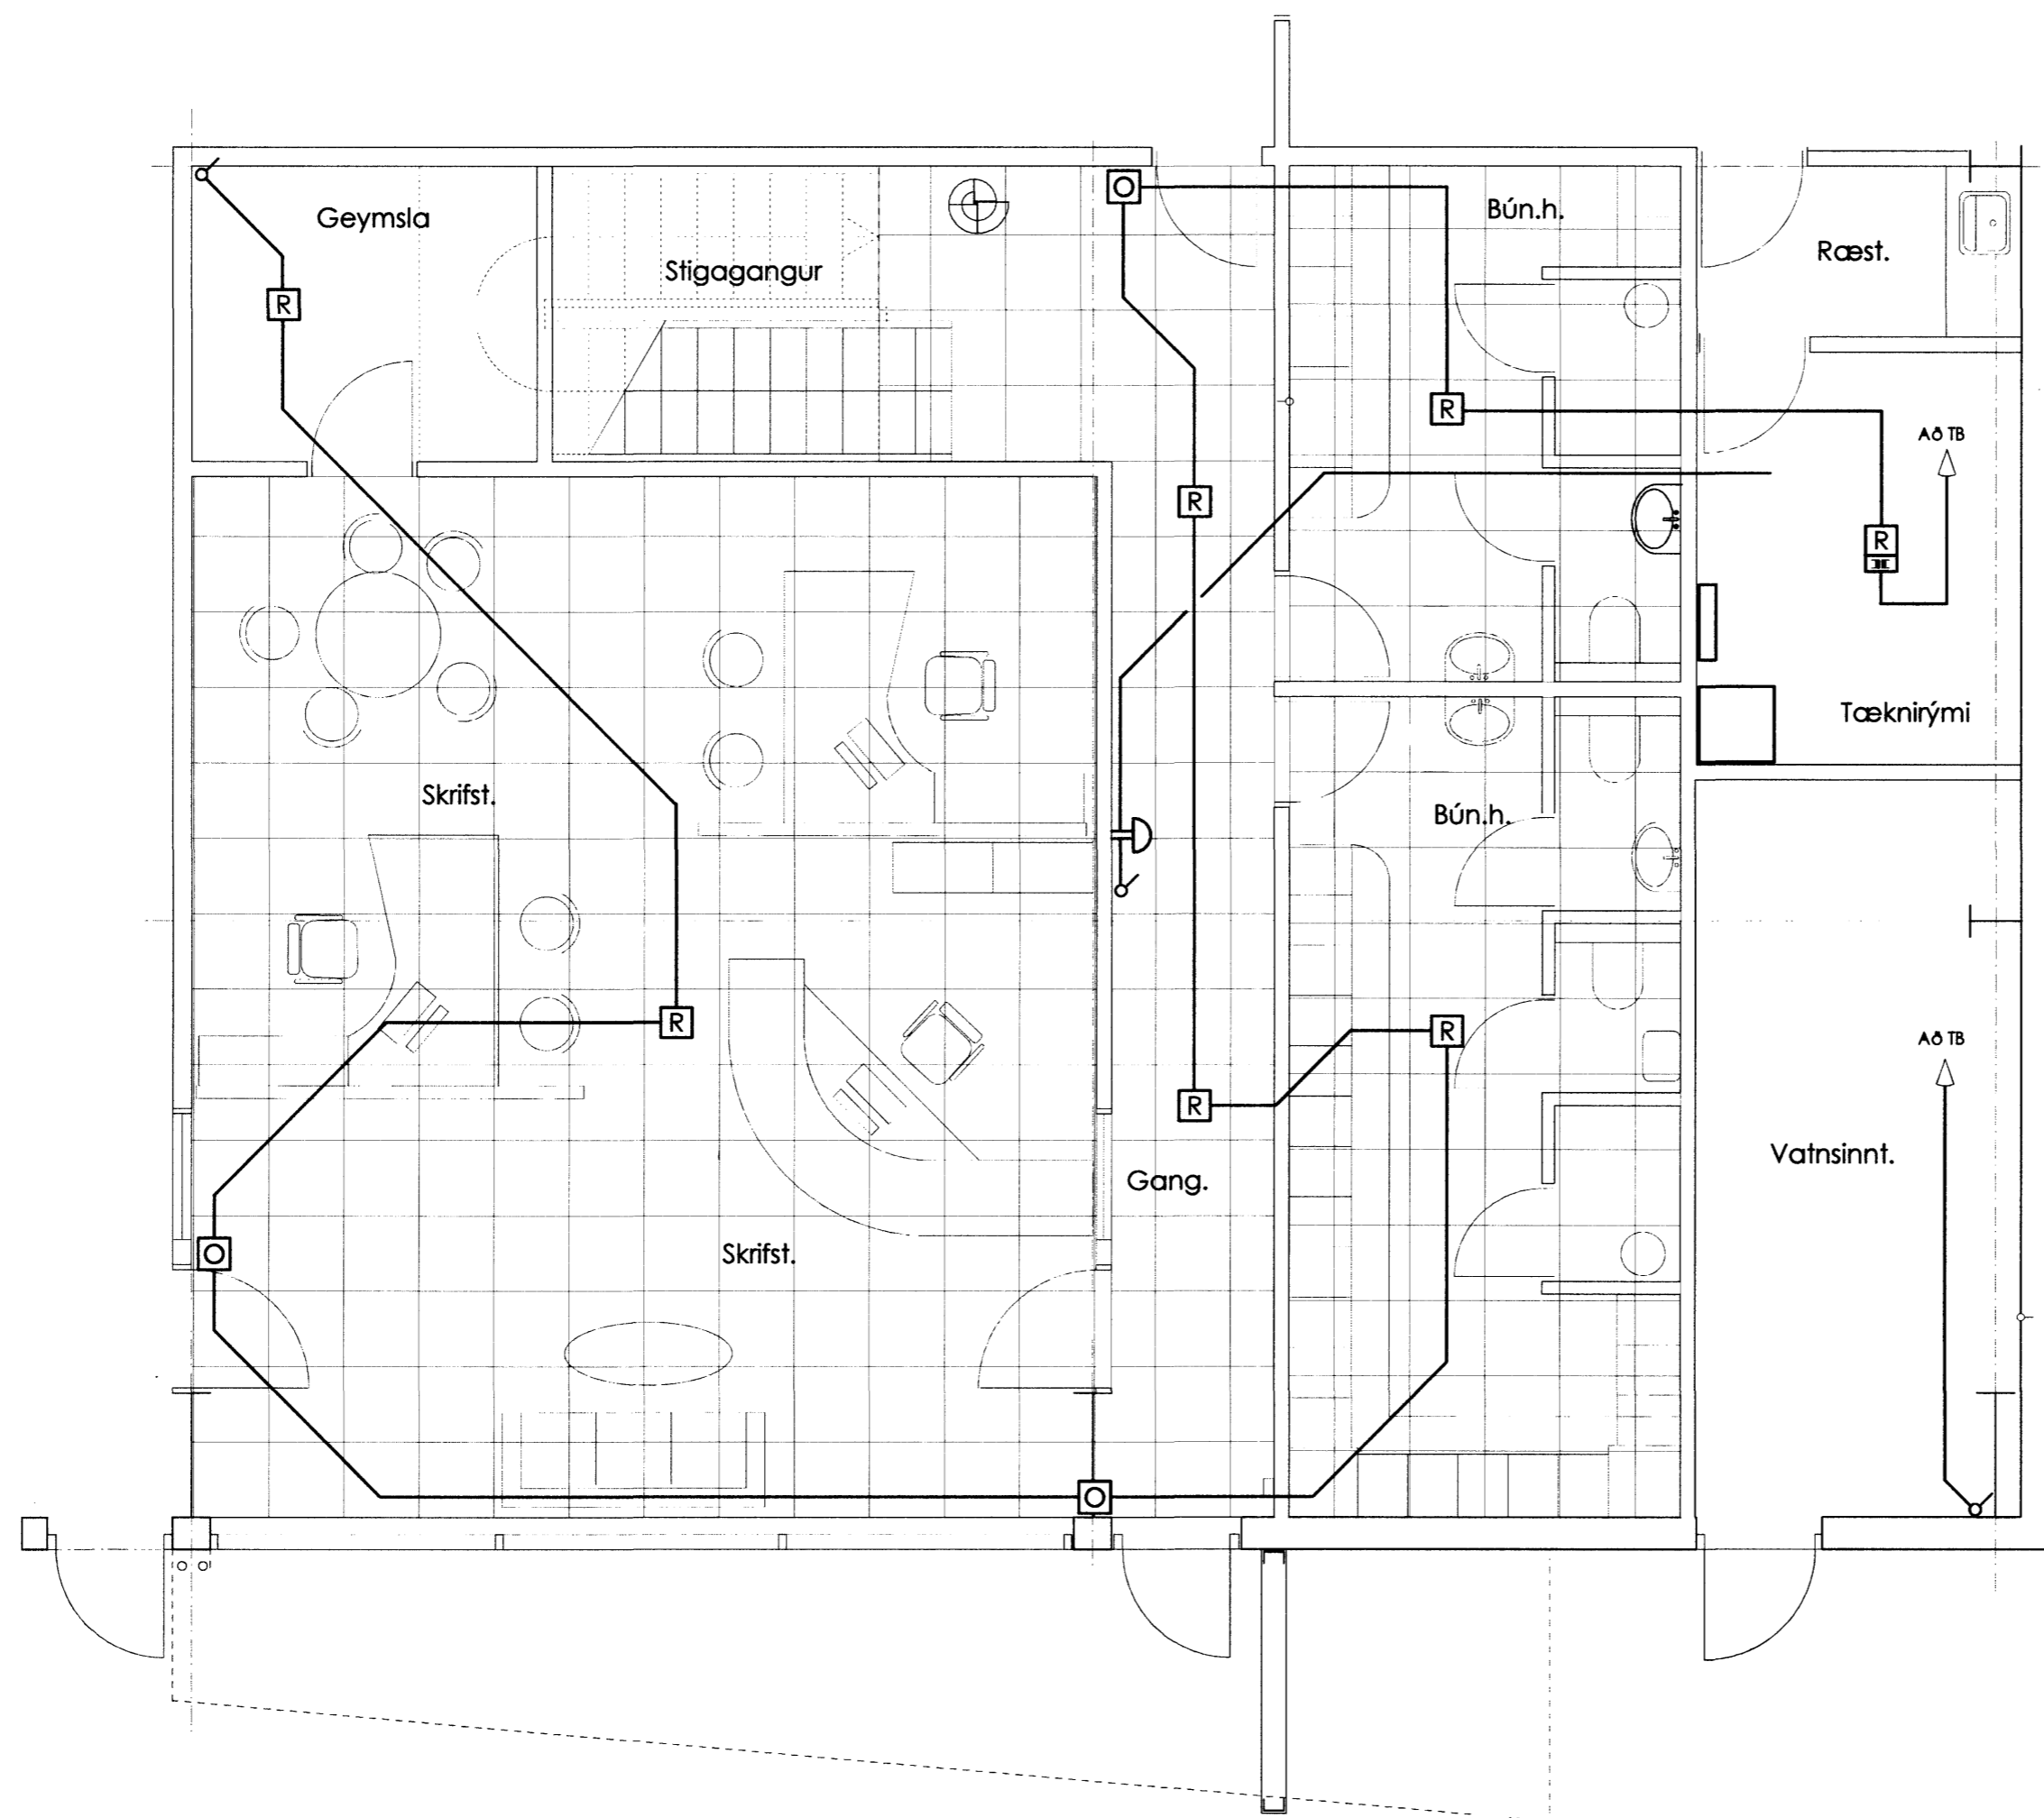 Geymsla
Bún.h.
Ræst.
Stigagangur
R
R
Að TB
R
R
Tæknirými
Skrifst.
Bún.h.
R
R
Að TB
R
Vatnsinnt.
Gang.
Skrifst.